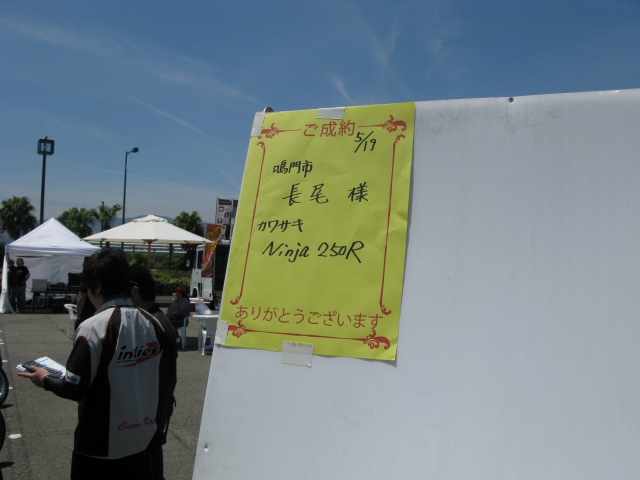 ご成約
5/19
鳴門市
長尾 様
カワサキ
Ninja 250R
ありがとうございます